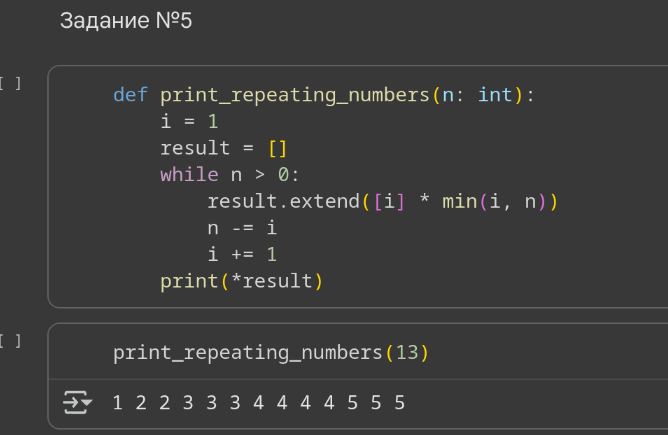 Задание №5
[ ]
def print_repeating_numbers(n: int):
    i = 1
    result = []
    while n > 0:
        result.extend([i] * min(i, n))
        n -= i
        i += 1
    print(*result)
[ ]
print_repeating_numbers(13)
1 2 2 3 3 3 4 4 4 4 5 5 5